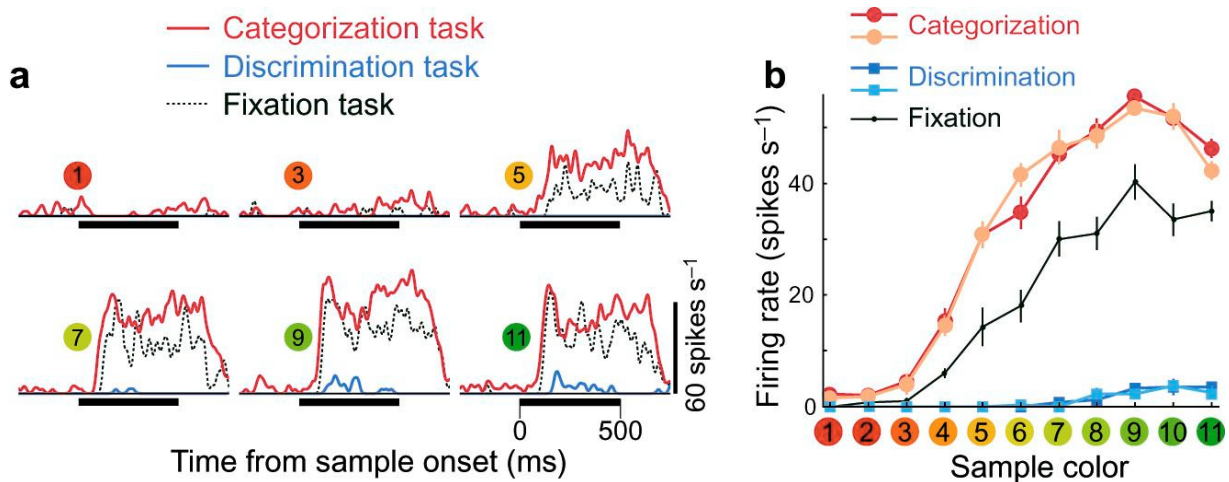 a
Categorization task
Discrimination task
Fixation task
1
3
5
7
9
11
60 spikes s⁻¹
0
500
Time from sample onset (ms)
b
Categorization
Discrimination
Fixation
Firing rate (spikes s⁻¹)
40
20
0
1 2 3 4 5 6 7 8 9 10 11
Sample color